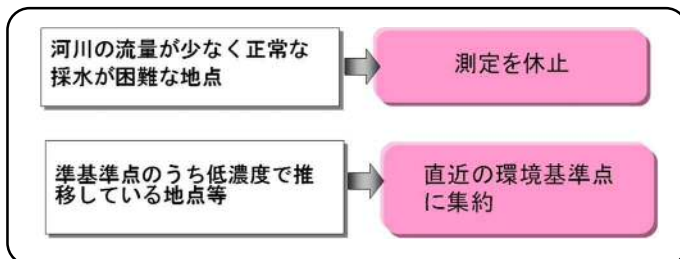 河川の流量が少なく正常な
採水が困難な地点
測定を休止
準基準点のうち低濃度で推
移している地点等
直近の環境基準点
に集約